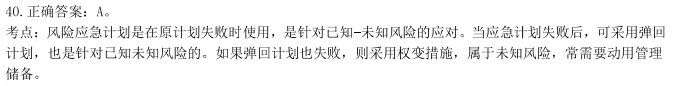 40.正确答案：A。
考点：风险应急计划是在原计划失败时使用，是针对已知-未知风险的应对。当应急计划失败后，可采用弹回
计划，也是针对已知未知风险的。如果弹回计划也失败，则采用权变措施，属于未知风险，常需要动用管理
储备。